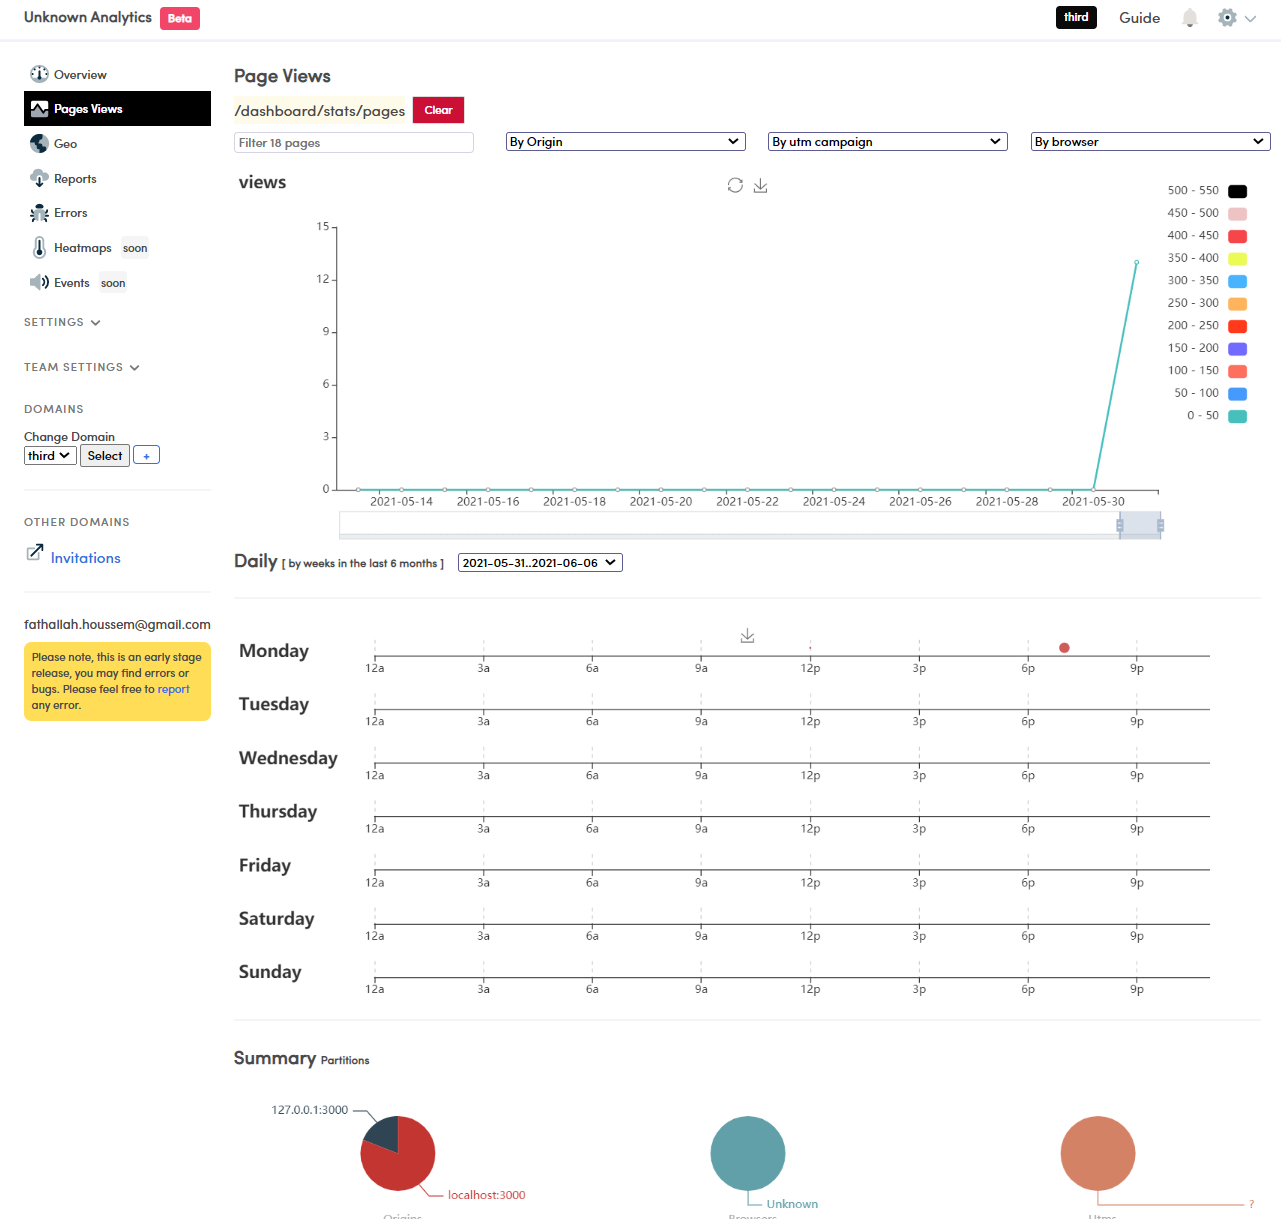 Unknown Analytics Beta
third Guide
Overview
Pages Views
Geo
Reports
Errors
Heatmaps soon
Events soon
SETTINGS
TEAM SETTINGS
DOMAINS
Change Domain
third Select +
OTHER DOMAINS
Invitations
fathallah.houssem@gmail.com
Please note, this is an early stage
release, you may find errors or
bugs. Please feel free to report
any error.
Page Views
/dashboard/stats/pages Clear
Filter 18 pages By Origin By utm campaign By browser
views
500 - 550
450 - 500
400 - 450
350 - 400
300 - 350
250 - 300
200 - 250
150 - 200
100 - 150
50 - 100
0 - 50
15
12
9
6
3
0
2021-05-14 2021-05-16 2021-05-18 2021-05-20 2021-05-22 2021-05-24 2021-05-26 2021-05-28 2021-05-30
Daily [ by weeks in the last 6 months ] 2021-05-31..2021-06-06
Monday
12a 3a 6a 9a 12p 3p 6p 9p
Tuesday
12a 3a 6a 9a 12p 3p 6p 9p
Wednesday
12a 3a 6a 9a 12p 3p 6p 9p
Thursday
12a 3a 6a 9a 12p 3p 6p 9p
Friday
12a 3a 6a 9a 12p 3p 6p 9p
Saturday
12a 3a 6a 9a 12p 3p 6p 9p
Sunday
12a 3a 6a 9a 12p 3p 6p 9p
Summary Partitions
127.0.0.1:3000
localhost:3000
Unknown
?
Origins Browsers Utms